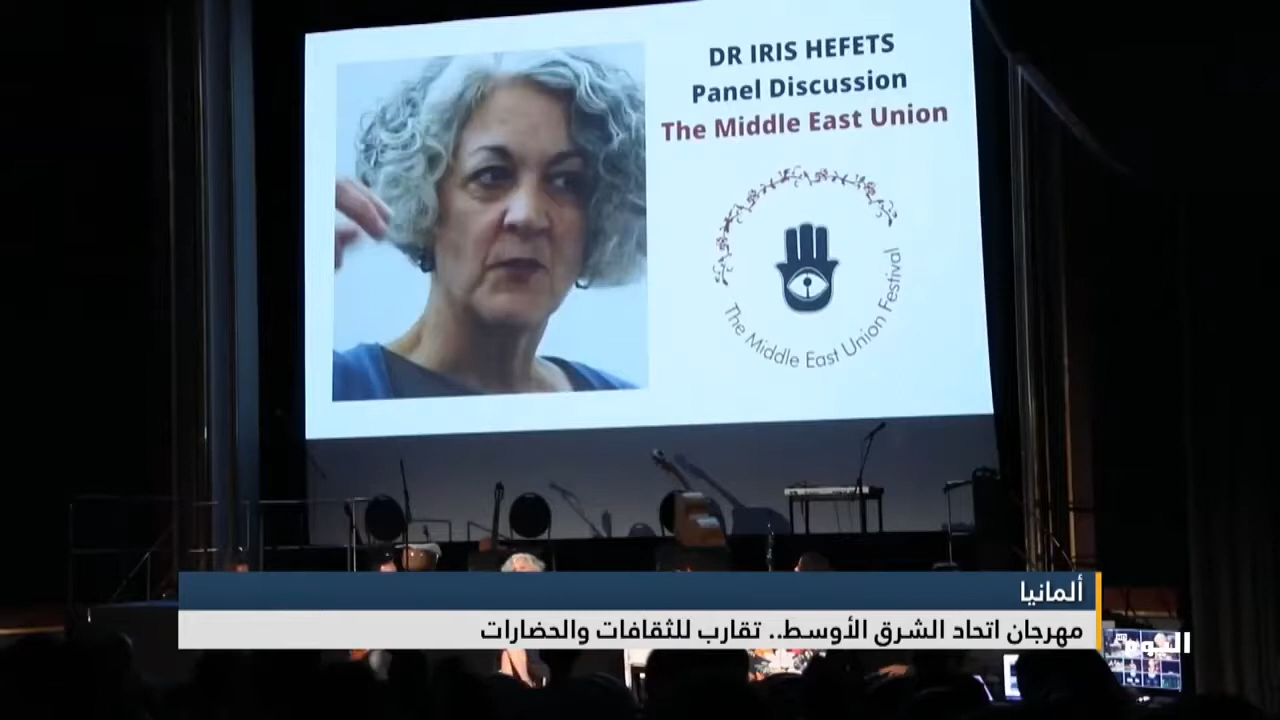 DR IRIS HEFETS
Panel Discussion
The Middle East Union
The Middle East Union Festival
ألمانيا
مهرجان اتحاد الشرق الأوسط.. تقارب للثقافات والحضارات
اليوم